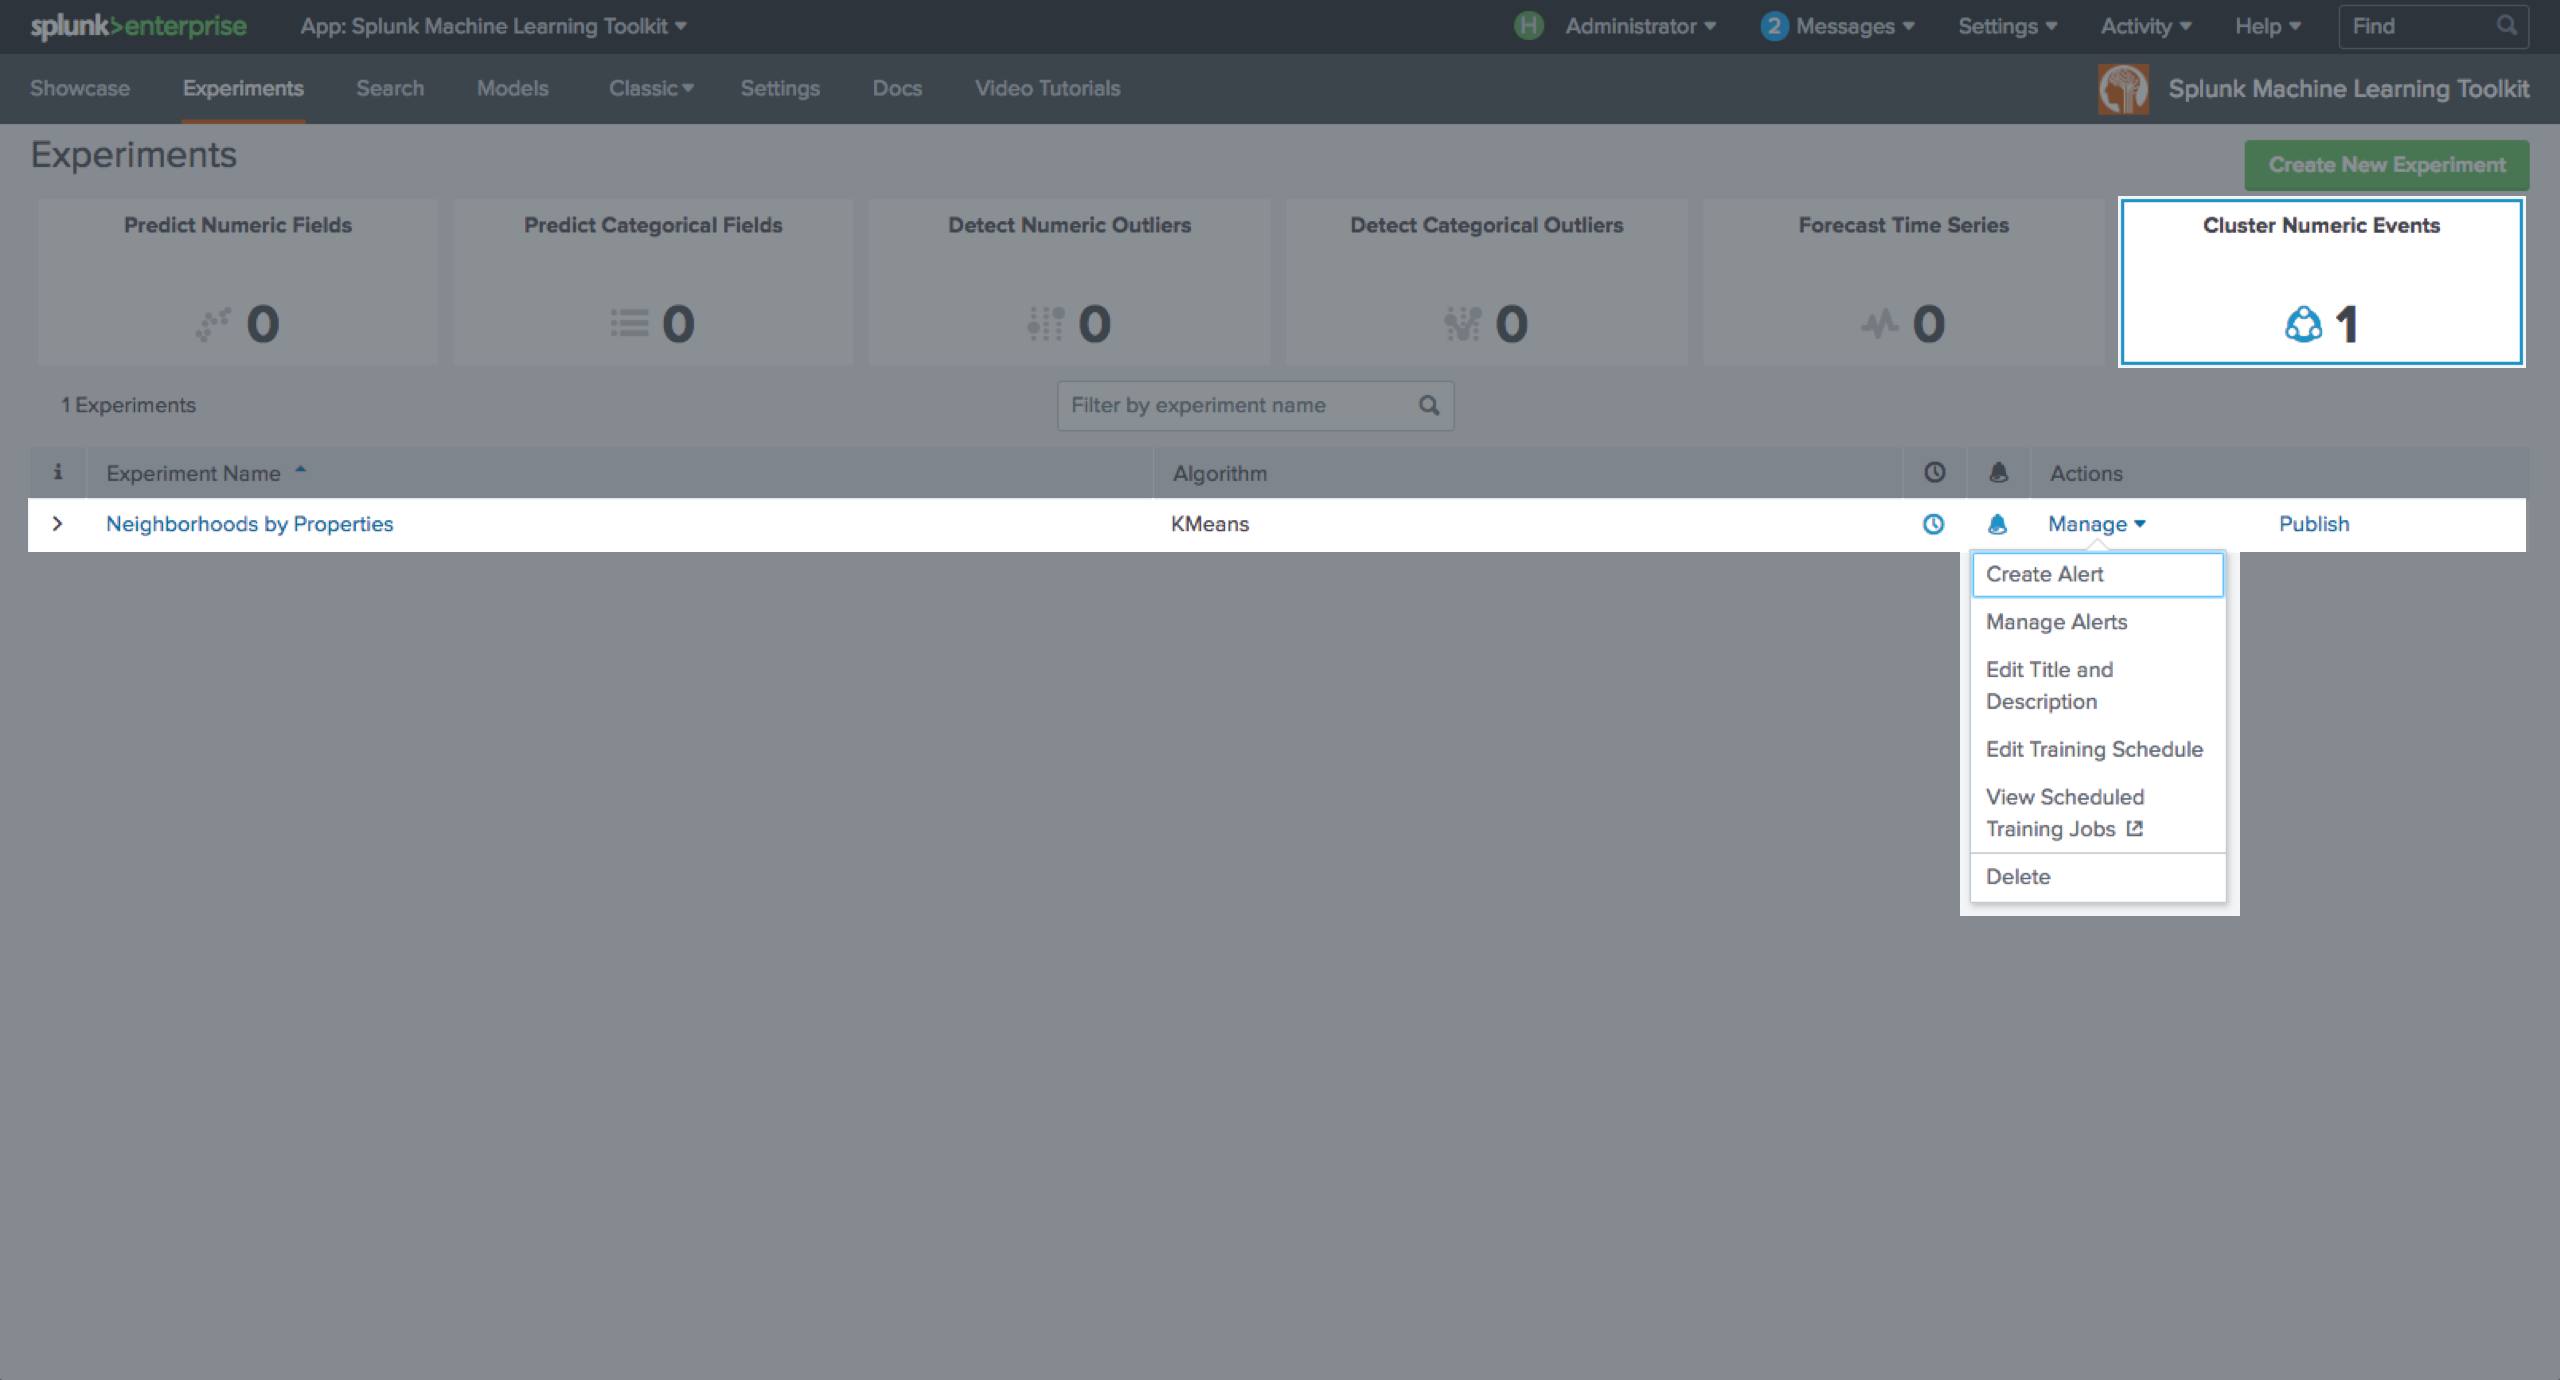 splunk>enterprise App: Splunk Machine Learning Toolkit H Administrator 2 Messages Settings Activity Help Find
Showcase Experiments Search Models Classic Settings Docs Video Tutorials Splunk Machine Learning Toolkit
Experiments
Create New Experiment
Predict Numeric Fields Predict Categorical Fields Detect Numeric Outliers Detect Categorical Outliers Forecast Time Series Cluster Numeric Events
0 0 0 0 0 1
1 Experiments Filter by experiment name
i Experiment Name Algorithm Actions
Neighborhoods by Properties KMeans Manage Publish
Create Alert
Manage Alerts
Edit Title and
Description
Edit Training Schedule
View Scheduled
Training Jobs
Delete